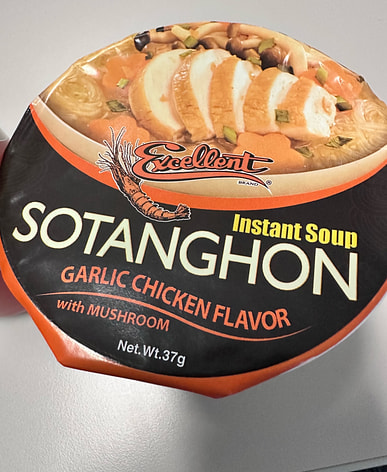 Excellent
BRAND
®
Instant Soup
SOTANGHON
GARLIC CHICKEN FLAVOR
with MUSHROOM
Net.Wt.37g